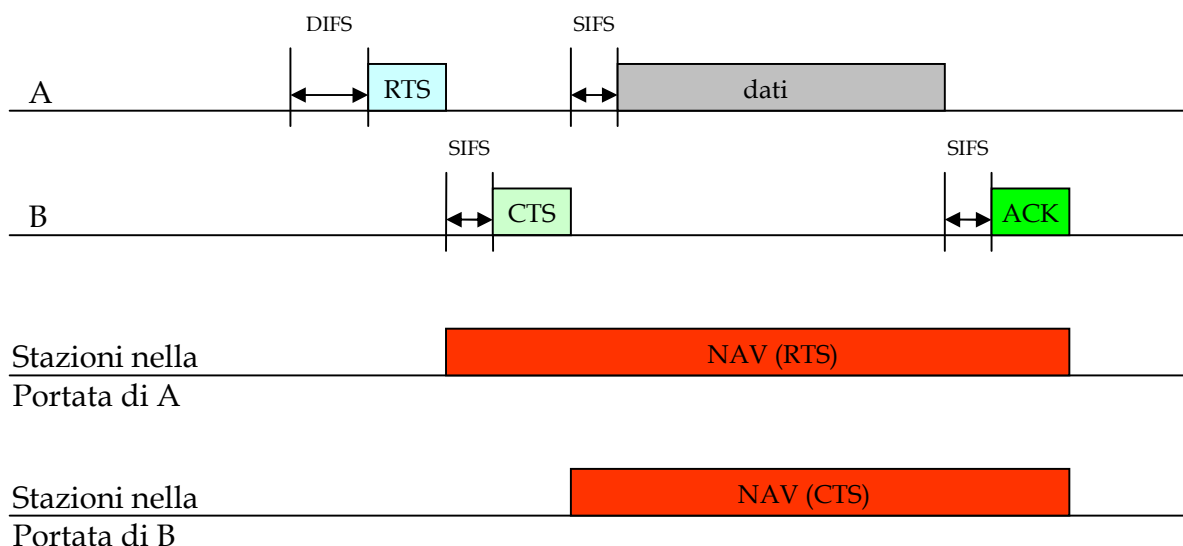 DIFS
SIFS
A
RTS
dati
SIFS
SIFS
B
CTS
ACK
Stazioni nella
Portata di A
NAV (RTS)
Stazioni nella
Portata di B
NAV (CTS)